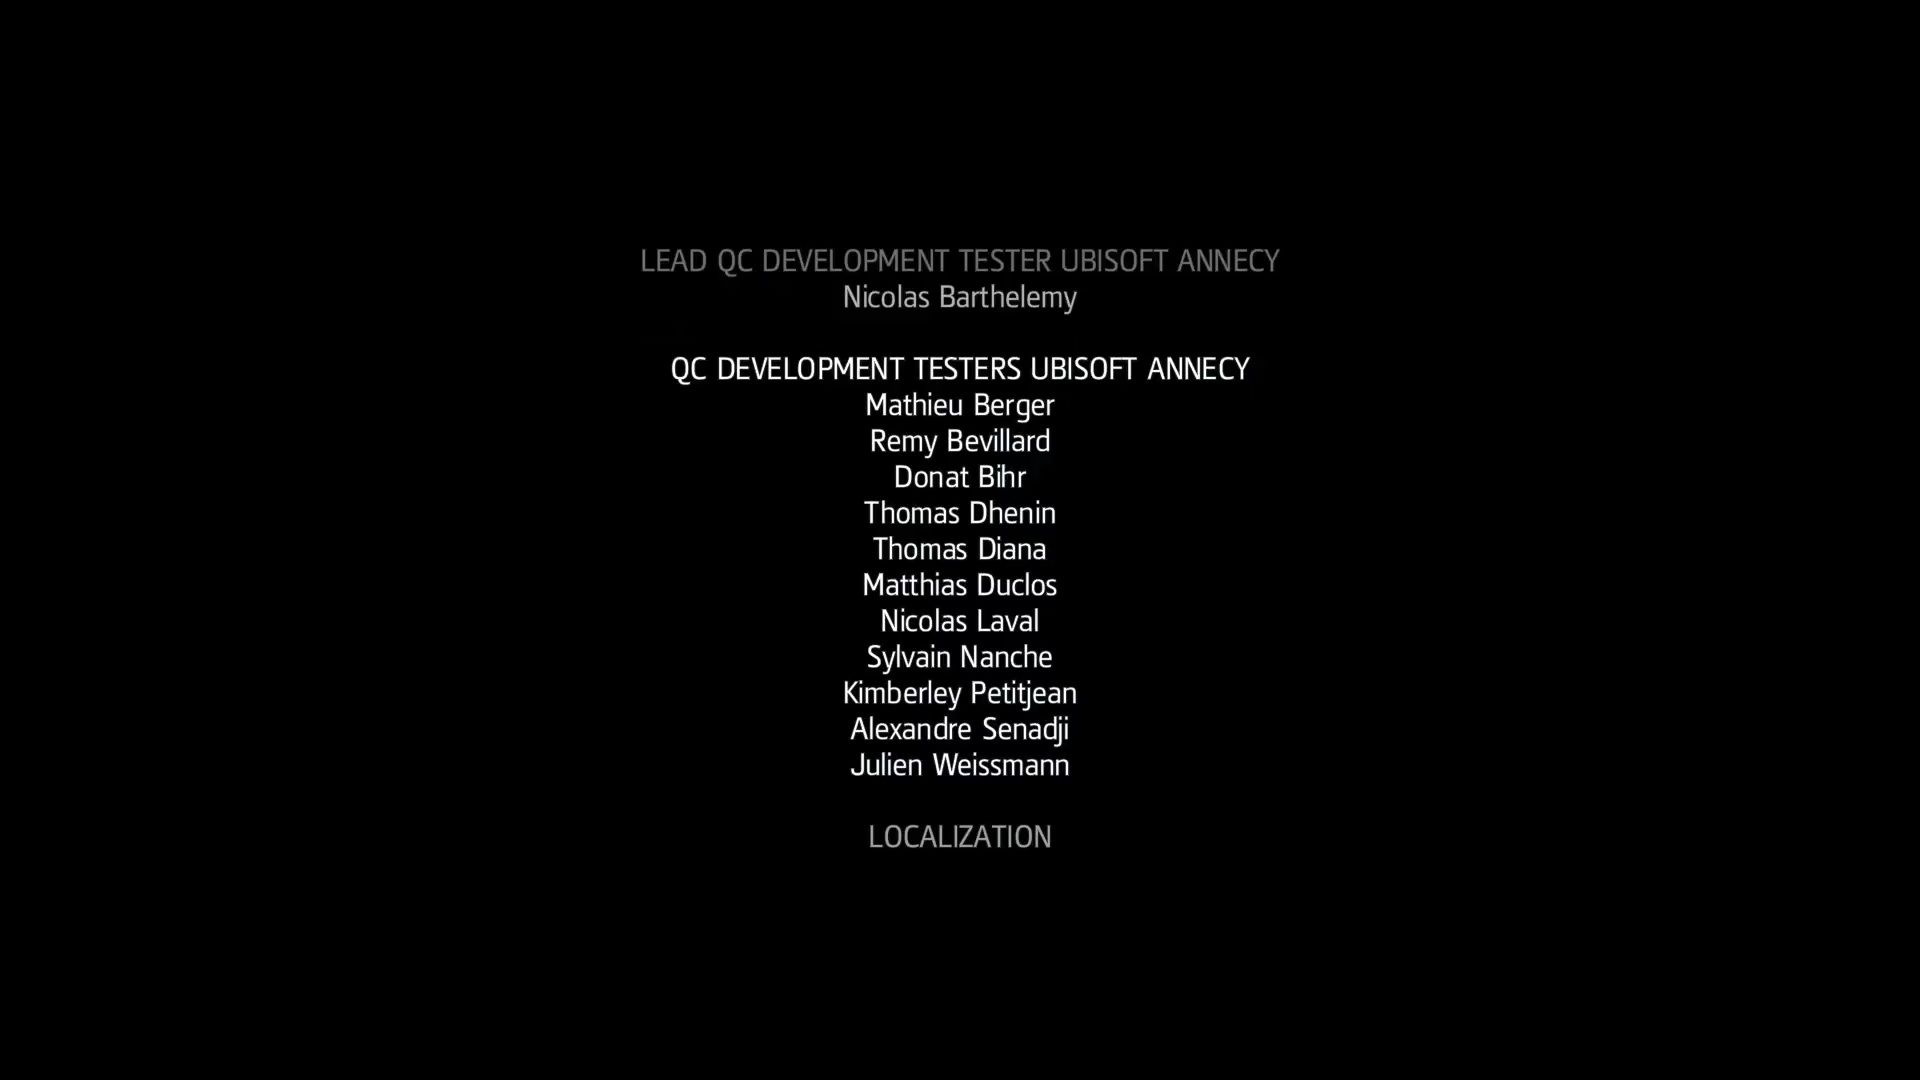 LEAD QC DEVELOPMENT TESTER UBISOFT ANNECY
Nicolas Barthelemy
QC DEVELOPMENT TESTERS UBISOFT ANNECY
Mathieu Berger
Remy Bevillard
Donat Bihr
Thomas Dhenin
Thomas Diana
Matthias Duclos
Nicolas Laval
Sylvain Nanche
Kimberley Petitjean
Alexandre Senadji
Julien Weissmann
LOCALIZATION